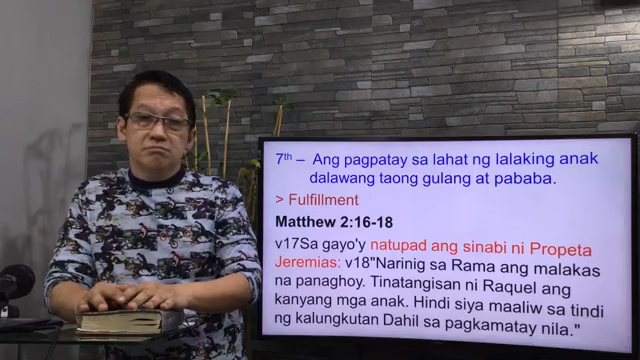 7th – Ang pagpatay sa lahat ng lalaking anak
dalawang taong gulang at pababa.
> Fulfillment
Matthew 2:16-18
v17Sa gayo'y natupad ang sinabi ni Propeta
Jeremias: v18"Narinig sa Rama ang malakas
na panaghoy. Tinatangisan ni Raquel ang
kanyang mga anak. Hindi siya maaliw sa tindi
ng kalungkutan Dahil sa pagkamatay nila."